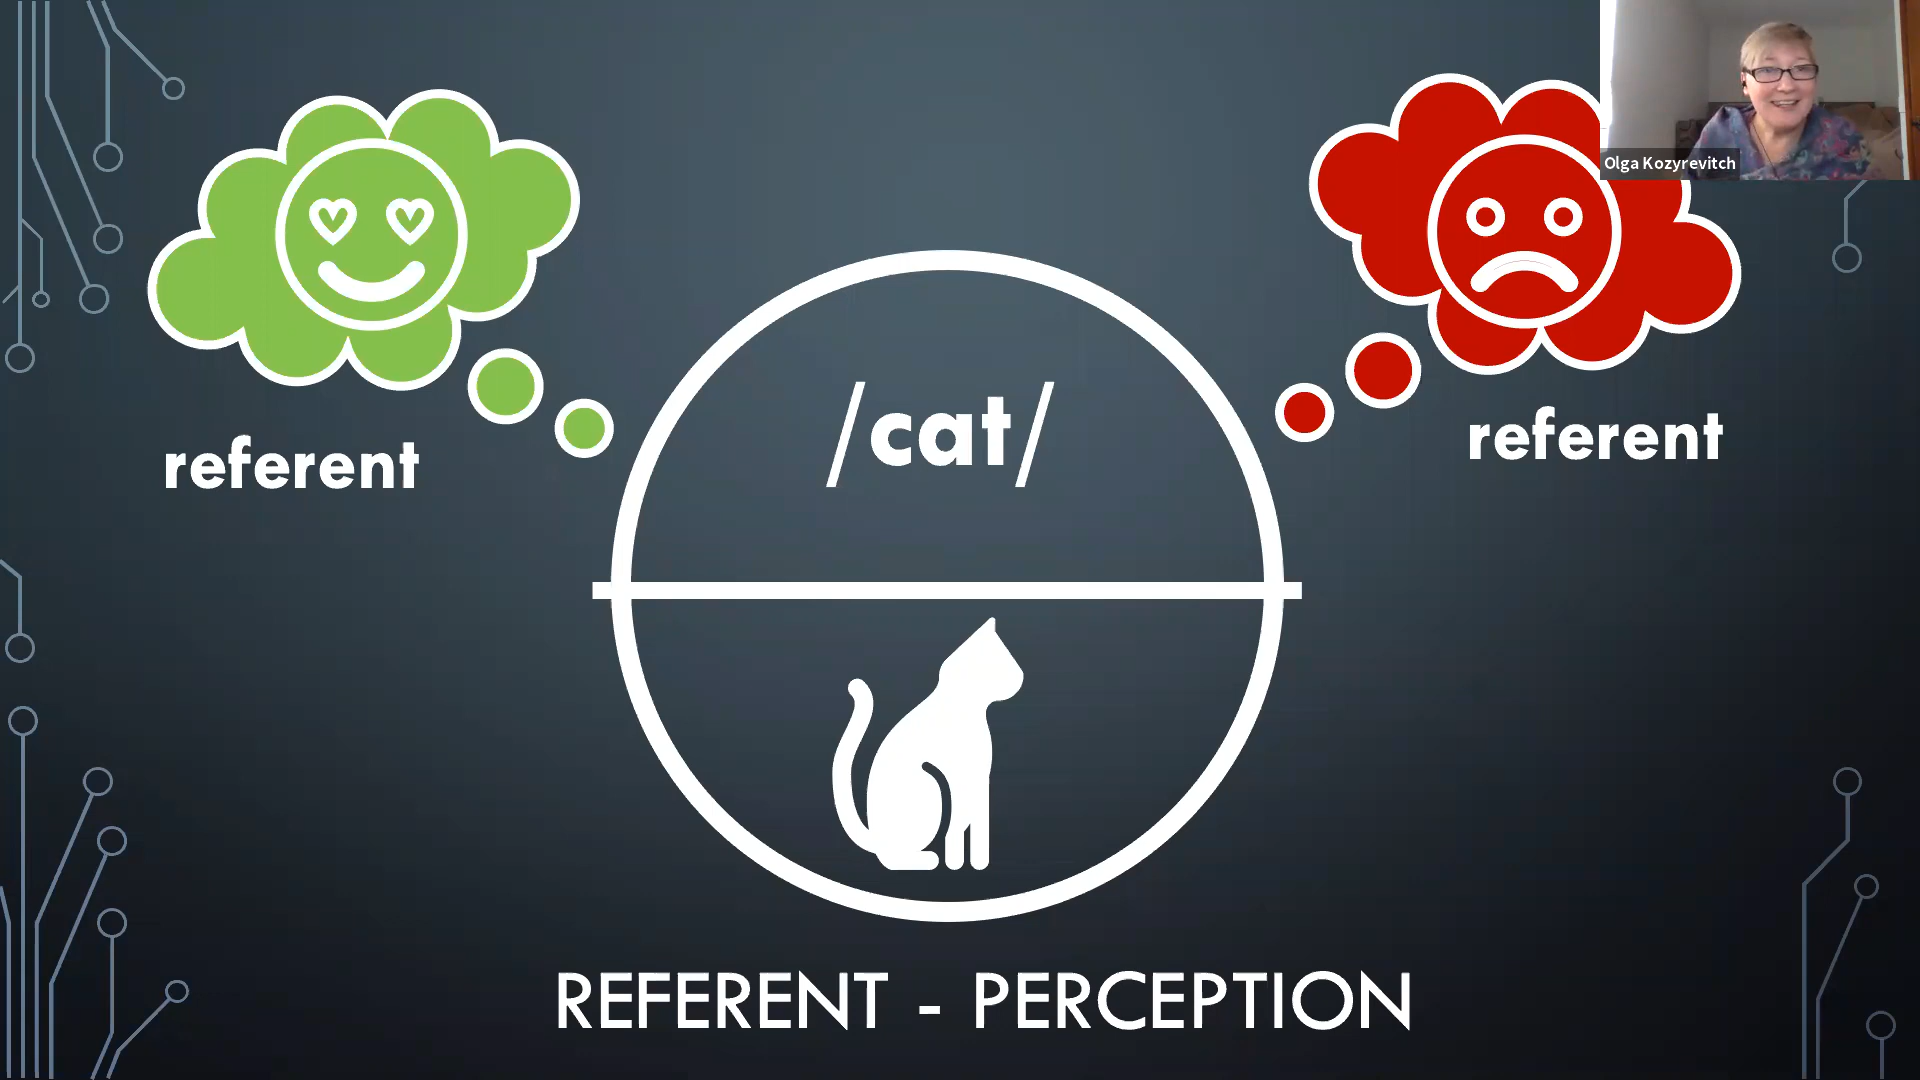 Olga Kozyrevitch
/cat/
referent
referent
REFERENT - PERCEPTION